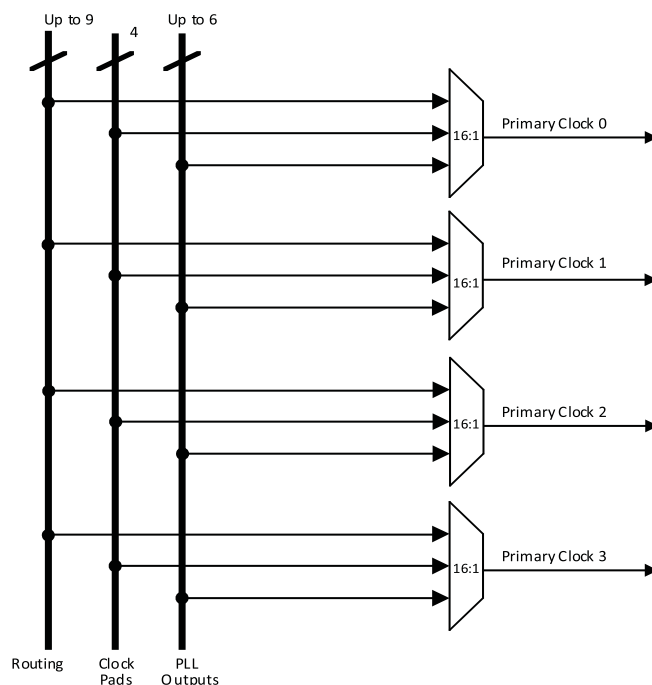 Up to 9
4
Up to 6
16:1
Primary Clock 0
16:1
Primary Clock 1
16:1
Primary Clock 2
16:1
Primary Clock 3
Routing
Clock
Pads
PLL
Outputs